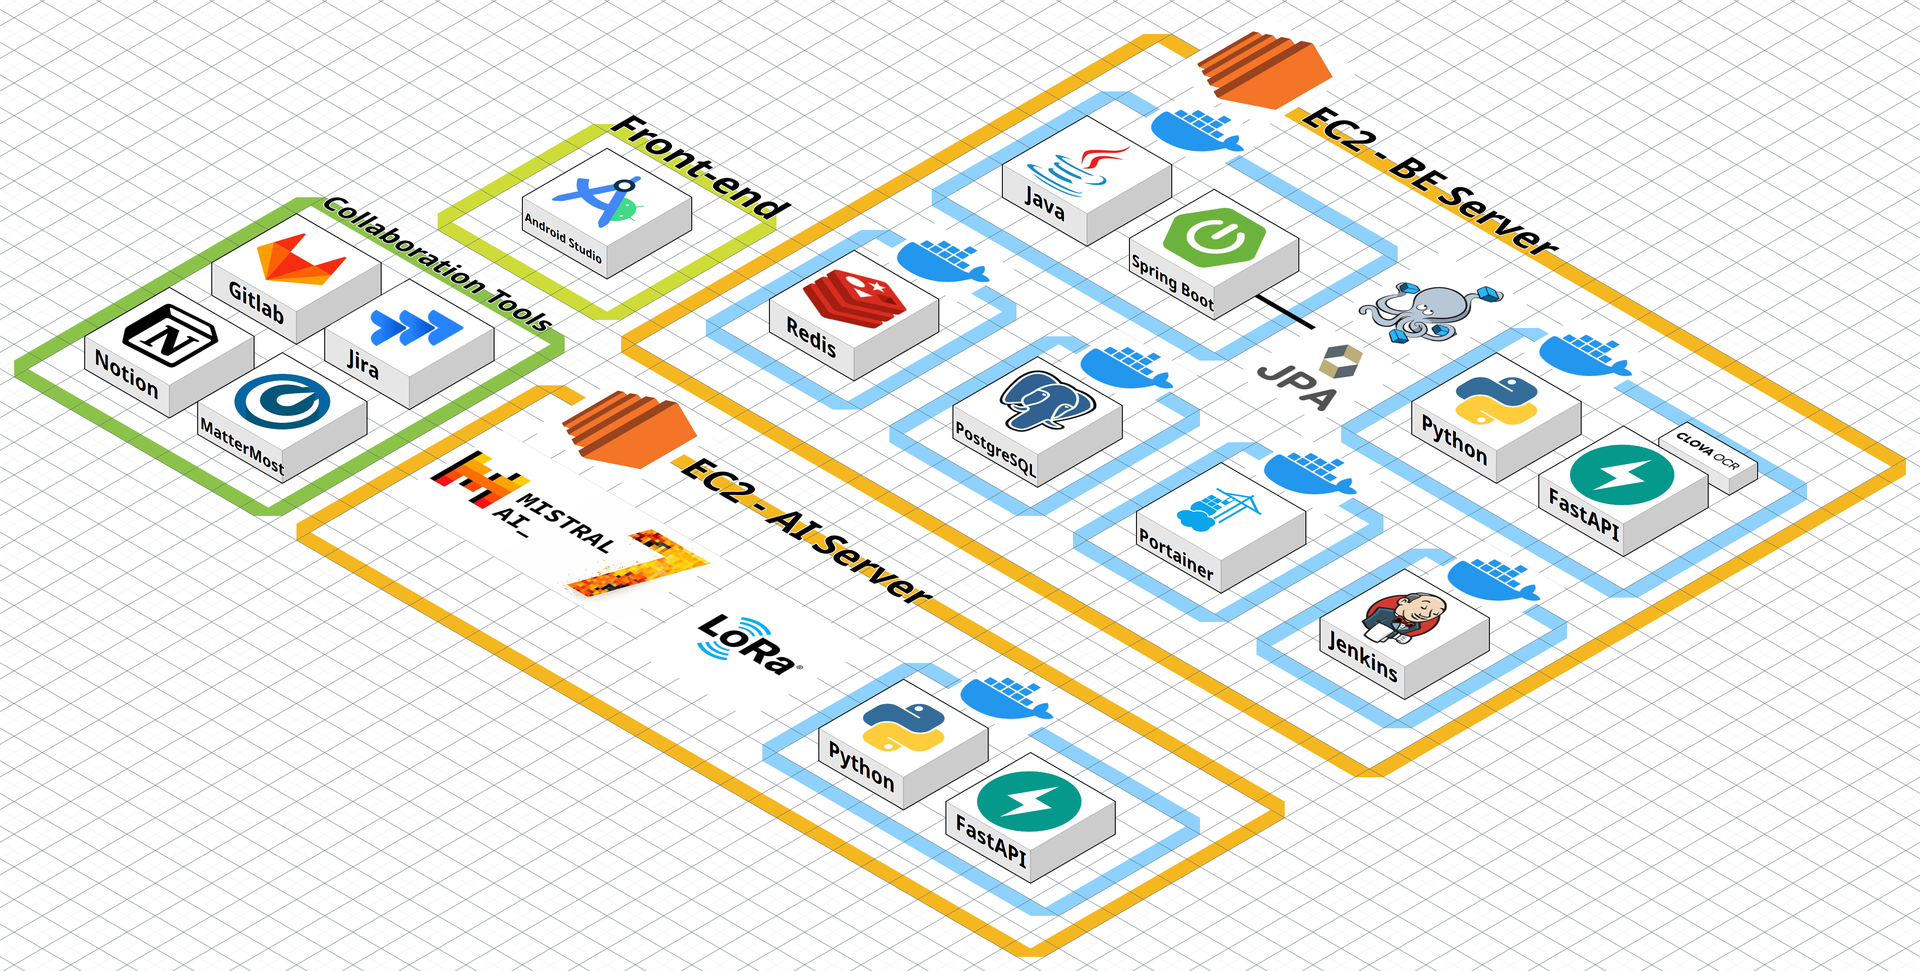 Front-end
Android Studio
Collaboration Tools
Gitlab
Notion
Jira
MatterMost
EC2 - BE Server
Java
Spring Boot
JPA
Redis
PostgreSQL
Portainer
Jenkins
Python
FastAPI
CLOVA OCR
EC2 - AI Server
MISTRAL
AI_
7
LoRa®
Python
FastAPI